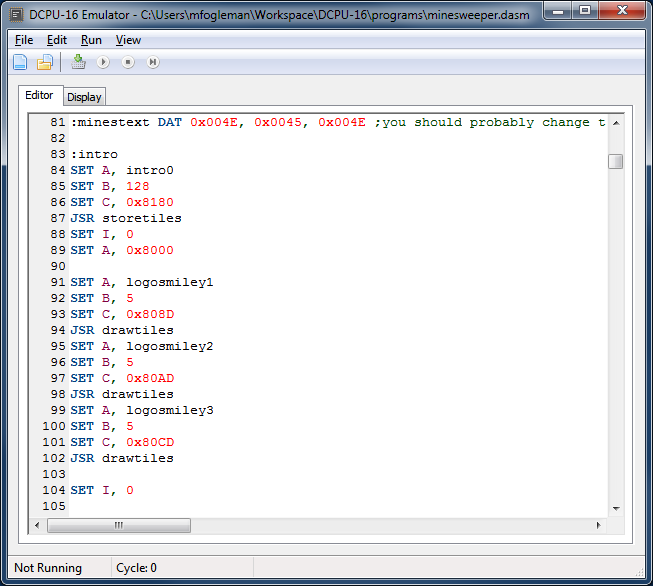 DCPU-16 Emulator - C:\Users\mfogleman\Workspace\DCPU-16\programs\minesweeper.dasm
File Edit Run View
Editor Display
81 :minestext DAT 0x004E, 0x0045, 0x004E ;you should probably change t
82
83 :intro
84 SET A, intro0
85 SET B, 128
86 SET C, 0x8180
87 JSR storetiles
88 SET I, 0
89 SET A, 0x8000
90
91 SET A, logosmiley1
92 SET B, 5
93 SET C, 0x808D
94 JSR drawtiles
95 SET A, logosmiley2
96 SET B, 5
97 SET C, 0x80AD
98 JSR drawtiles
99 SET A, logosmiley3
100 SET B, 5
101 SET C, 0x80CD
102 JSR drawtiles
103
104 SET I, 0
105
Not Running Cycle: 0